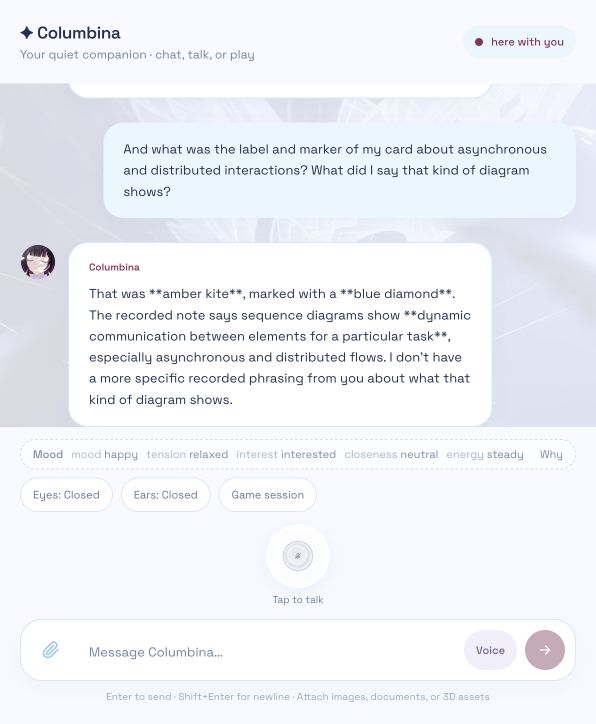 ✦ Columbina
Your quiet companion · chat, talk, or play
here with you
And what was the label and marker of my card about asynchronous
and distributed interactions? What did I say that kind of diagram
shows?
Columbina
That was **amber kite**, marked with a **blue diamond**.
The recorded note says sequence diagrams show **dynamic
communication between elements for a particular task**,
especially asynchronous and distributed flows. I don't have
a more specific recorded phrasing from you about what that
kind of diagram shows.
Mood mood happy tension relaxed interest interested closeness neutral energy steady Why
Eyes: Closed Ears: Closed Game session
Tap to talk
Message Columbina...
Voice
Enter to send · Shift+Enter for newline · Attach images, documents, or 3D assets